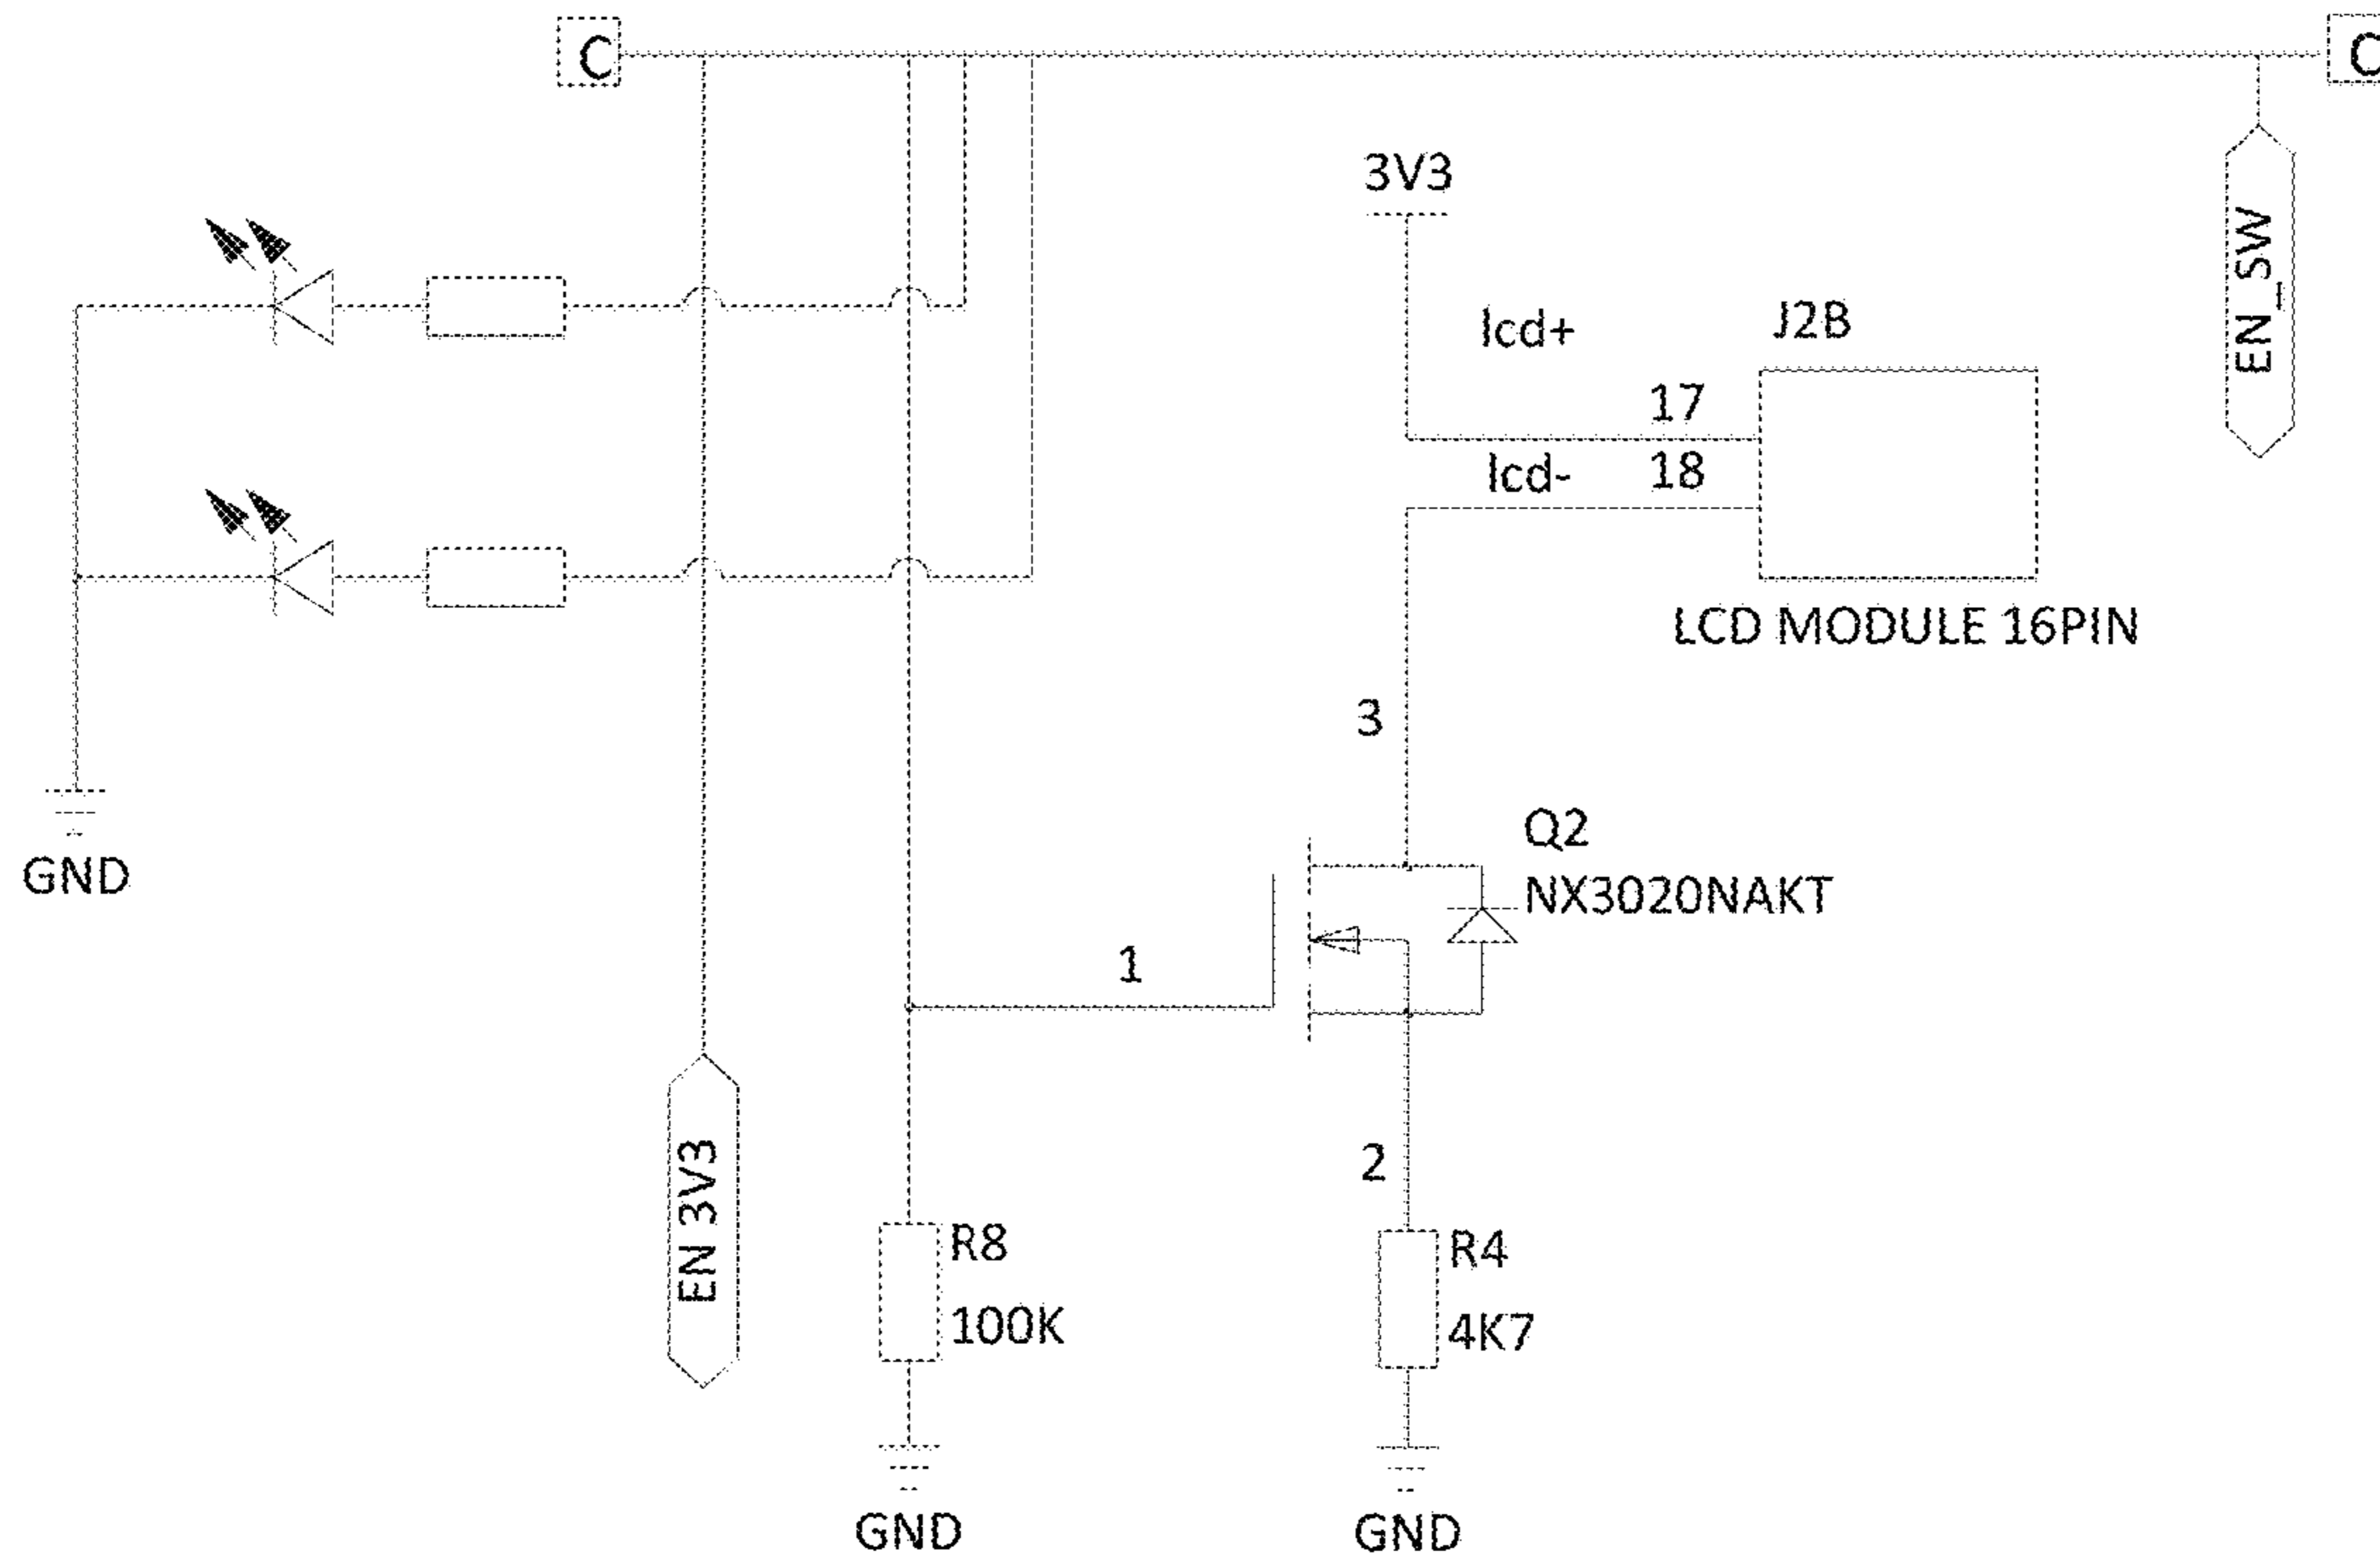 C
C
3V3
EN_SW
lcd+
J2B
17
lcd-
18
LCD MODULE 16PIN
3
Q2
NX3020NAKT
GND
1
EN 3V3
2
R8
100K
R4
4K7
GND
GND